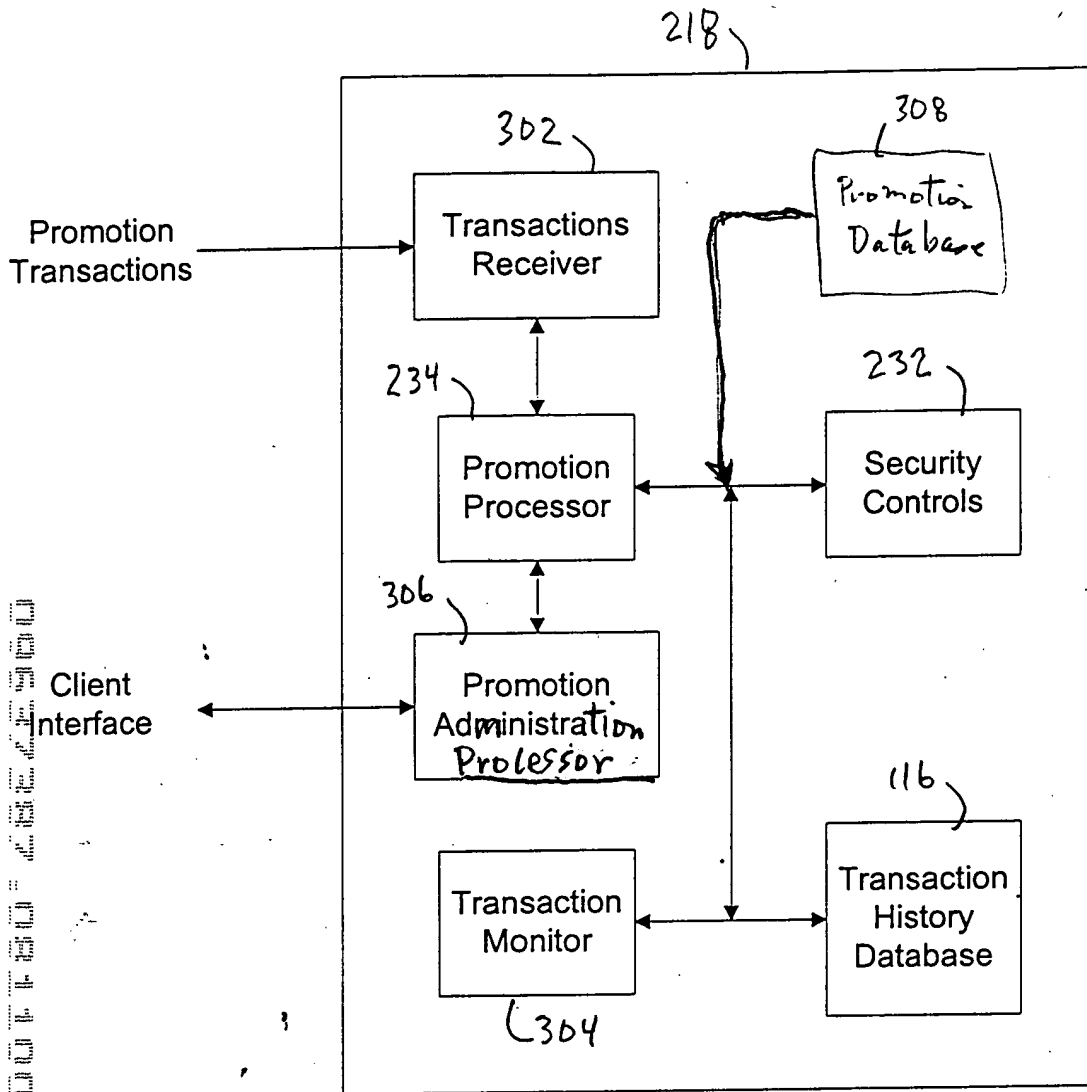 218
302
308
Promotion
Transactions
Transactions
Receiver
Promotion
Database
234
232
Promotion
Processor
Security
Controls
306
Client
Interface
Promotion
Administration
Processor
116
Transaction
Monitor
Transaction
History
Database
304